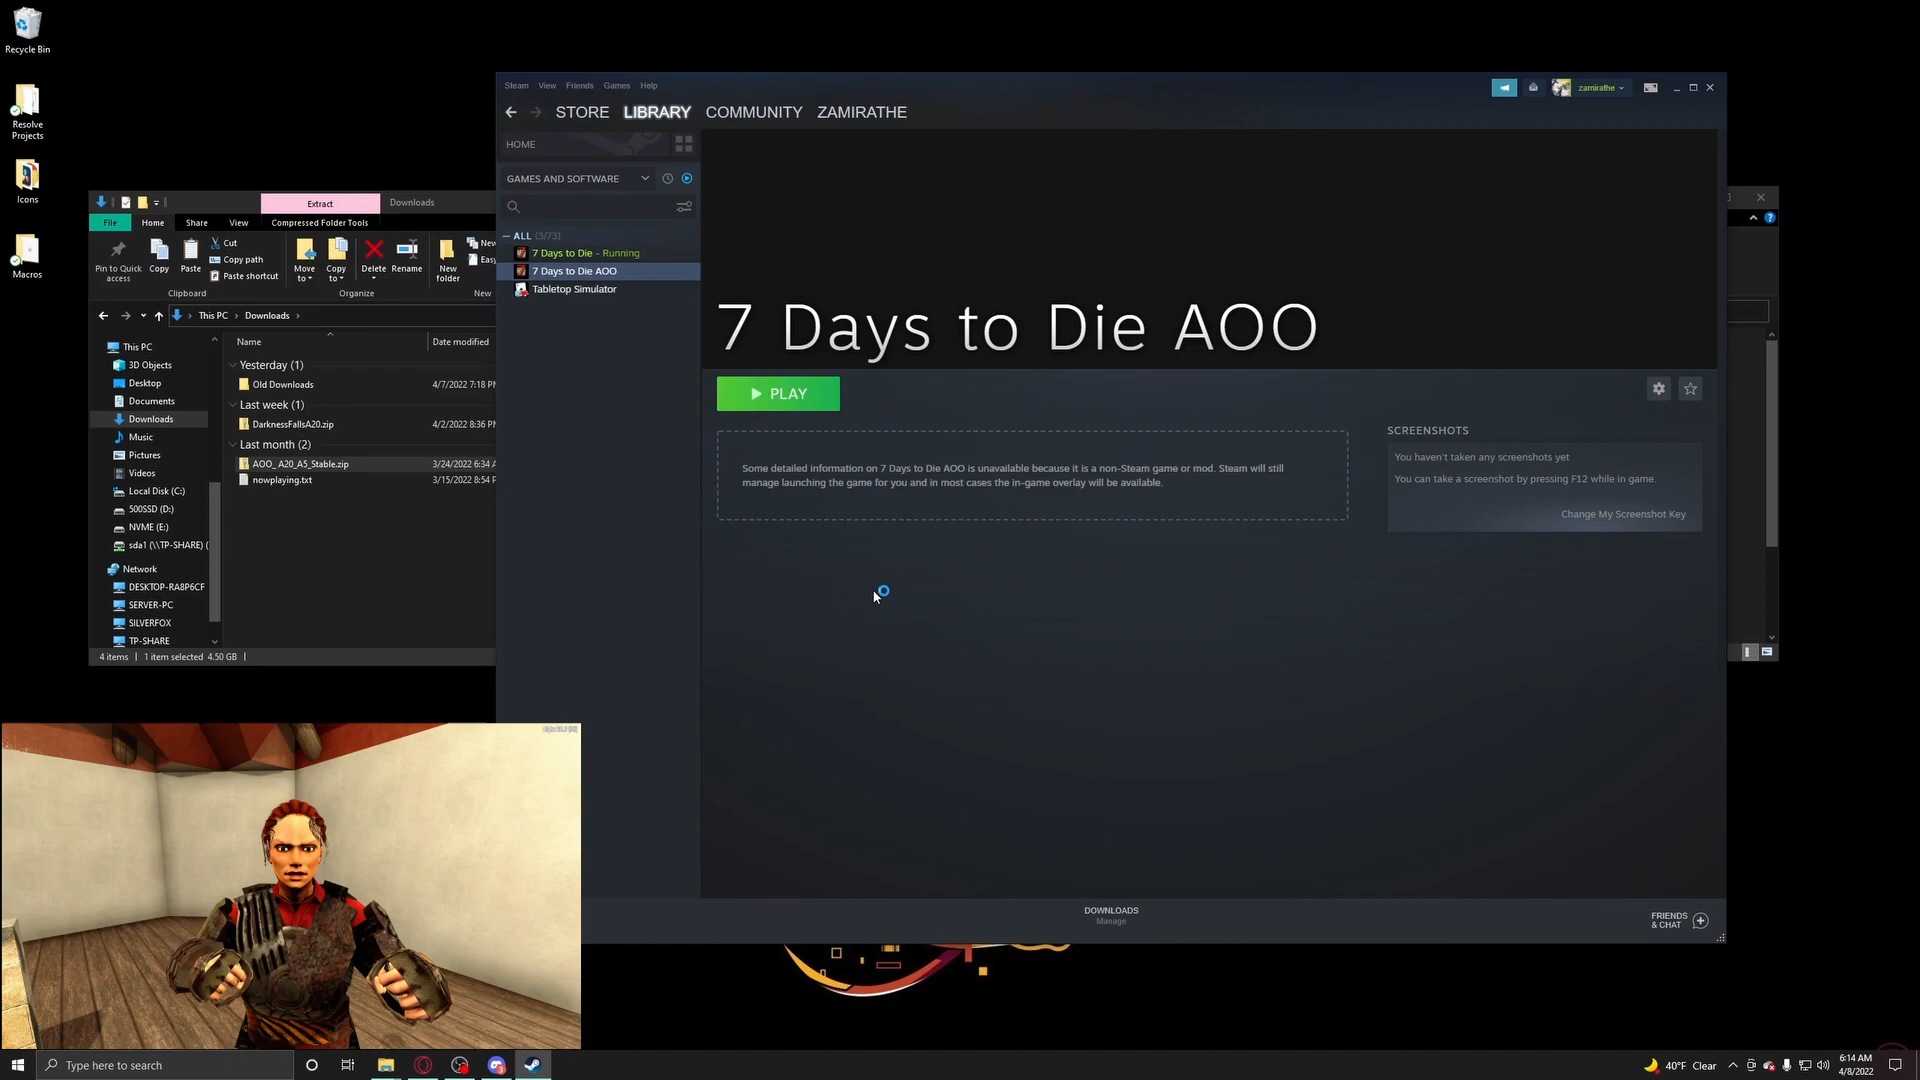 Recycle Bin
Resolve
Projects
Icons
Macros
Extract
Downloads
File
Home
Share
View
Compressed Folder Tools
Pin to Quick
access
Copy
Paste
Cut
Copy path
Paste shortcut
Move
to
Copy
to
Delete
Rename
New
folder
New
Easy
Clipboard
Organize
New
This PC
Downloads
Name
Date modified
This PC
3D Objects
Desktop
Documents
Downloads
Music
Pictures
Videos
Local Disk (C:)
500SSD (D:)
NVME (E:)
sda1 (\\TP-SHARE) (
Network
DESKTOP-RA8P6CF
SERVER-PC
SILVERFOX
TP-SHARE
Yesterday (1)
Old Downloads
4/7/2022 7:18 PM
Last week (1)
DarknessFallsA20.zip
4/2/2022 8:36 PM
Last month (2)
AOO_ A20_A5_Stable.zip
3/24/2022 6:34 A
nowplaying.txt
3/15/2022 8:54 P
4 items
1 item selected 4.50 GB
Steam View Friends Games Help
zamirathe
STORE LIBRARY COMMUNITY ZAMIRATHE
HOME
GAMES AND SOFTWARE
ALL (3/73)
7 Days to Die - Running
7 Days to Die AOO
Tabletop Simulator
7 Days to Die AOO
PLAY
Some detailed information on 7 Days to Die AOO is unavailable because it is a non-Steam game or mod. Steam will still
manage launching the game for you and in most cases the in-game overlay will be available.
SCREENSHOTS
You haven't taken any screenshots yet
You can take a screenshot by pressing F12 while in game.
Change My Screenshot Key
DOWNLOADS
Manage
FRIENDS
& CHAT
Type here to search
40°F Clear
6:14 AM
4/8/2022